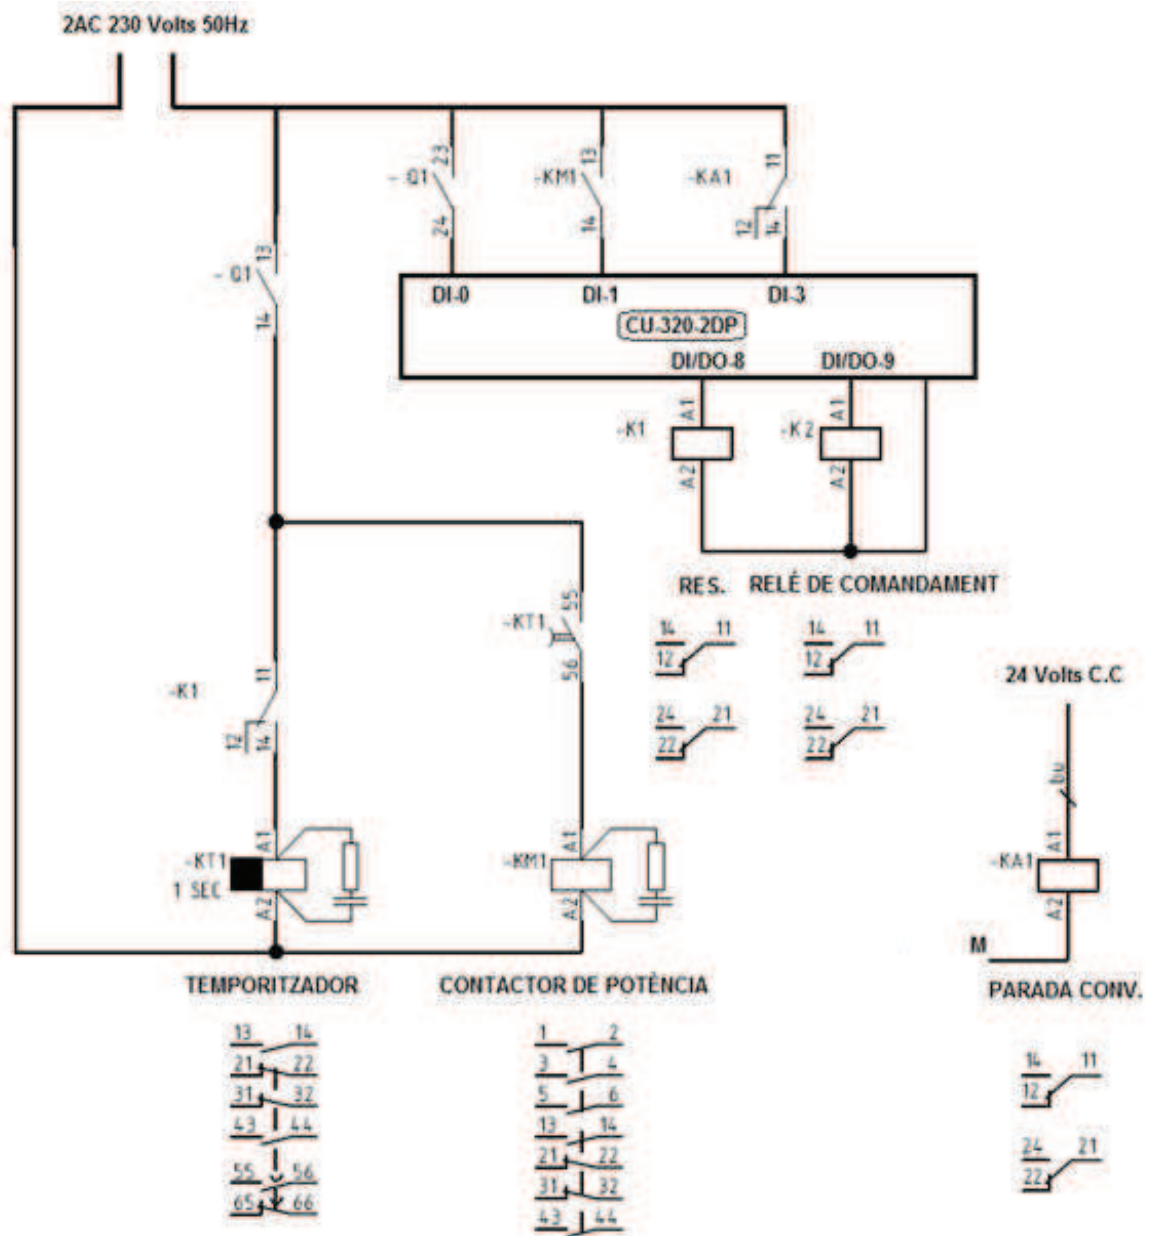 2AC 230 Volts 50Hz
23
13
11
- Q1
-KM1
-KA1
24
14
12
14
13
- Q1
14
DI-0
DI-1
DI-3
CU-320-2DP
DI/DO-8
DI/DO-9
A1
A1
-K1
-K2
A2
A2
RES.
RELÈ DE COMANDAMENT
55
-KT1
56
14 11
12
14 11
12
24 21
22
24 21
22
11
-K1
12
14
24 Volts C.C
bu
A1
-KT1
1 SEC
A2
A1
-KM1
A2
A1
-KA1
A2
M
TEMPORITZADOR
CONTACTOR DE POTÈNCIA
PARADA CONV.
13 14
21 22
31 32
43 44
55 56
65 66
1 2
3 4
5 6
13 14
21 22
31 32
43 44
14 11
12
24 21
22